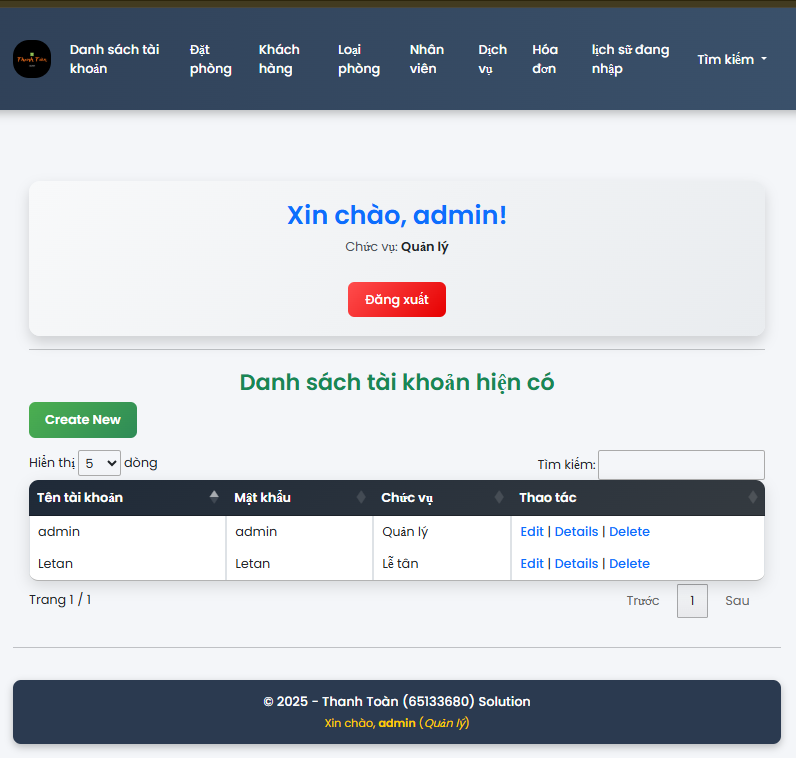 Thanh Toàn
Danh sách tài khoản
Đặt phòng
Khách hàng
Loại phòng
Nhân viên
Dịch vụ
Hóa đơn
lịch sử đang nhập
Tìm kiếm
Xin chào, admin!
Chức vụ: Quản lý
Đăng xuất
Danh sách tài khoản hiện có
Create New
Hiển thị 5 dòng
Tìm kiếm:
Tên tài khoản Mật khẩu Chức vụ Thao tác
admin admin Quản lý Edit | Details | Delete
Letan Letan Lễ tân Edit | Details | Delete
Trang 1 / 1
Trước 1 Sau
© 2025 - Thanh Toàn (65133680) Solution
Xin chào, admin (Quản lý)